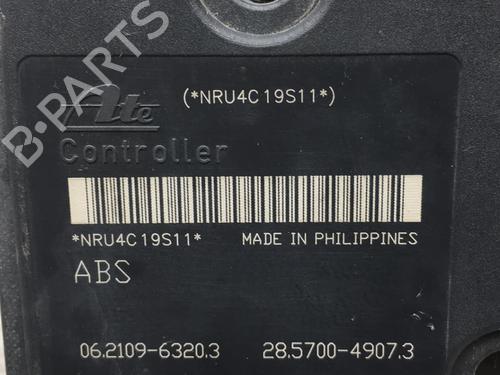 Ate
(*NRU4C19S11*)
Controller
*NRU4C19S11* MADE IN PHILIPPINES
ABS
06.2109-6320.3 28.5700-4907.3
B-PARTS